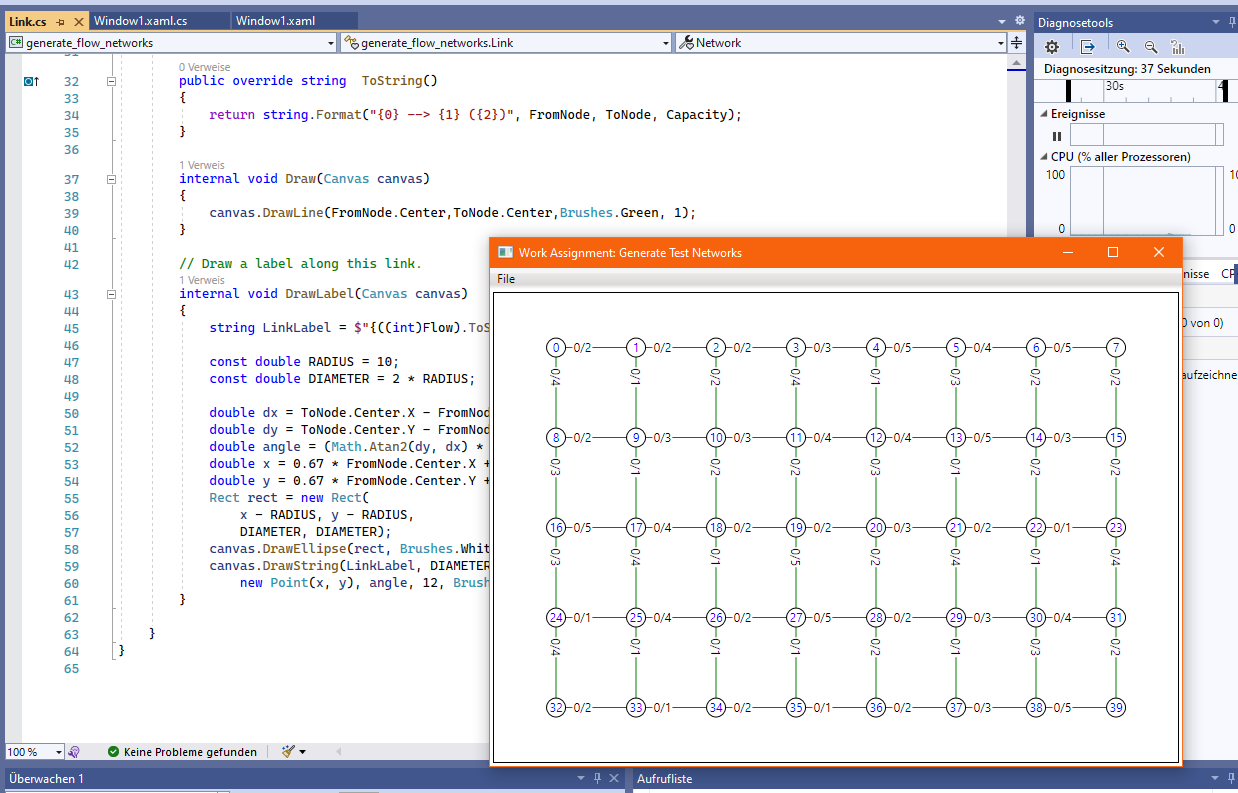 Link.cs Window1.xaml.cs Window1.xaml
generate_flow_networks generate_flow_networks.Link Network
0 Verweise
32 public override string ToString()
33 {
34 return string.Format("{0} --> {1} ({2})", FromNode, ToNode, Capacity);
35 }
36
1 Verweis
37 internal void Draw(Canvas canvas)
38 {
39 canvas.DrawLine(FromNode.Center,ToNode.Center,Brushes.Green, 1);
40 }
41
42 // Draw a label along this link.
1 Verweis
43 internal void DrawLabel(Canvas canvas)
44 {
45 string LinkLabel = $"{((int)Flow).ToS
46
47 const double RADIUS = 10;
48 const double DIAMETER = 2 * RADIUS;
49
50 double dx = ToNode.Center.X - FromNod
51 double dy = ToNode.Center.Y - FromNod
52 double angle = (Math.Atan2(dy, dx) *
53 double x = 0.67 * FromNode.Center.X +
54 double y = 0.67 * FromNode.Center.Y +
55 Rect rect = new Rect(
56 x - RADIUS, y - RADIUS,
57 DIAMETER, DIAMETER);
58 canvas.DrawEllipse(rect, Brushes.Whit
59 canvas.DrawString(LinkLabel, DIAMETER
60 new Point(x, y), angle, 12, Brush
61 }
62
63 }
64 }
65
100 % Keine Probleme gefunden
Überwachen 1
Aufrufliste
Diagnosetools
Diagnosesitzung: 37 Sekunden
30s 4
Ereignisse
CPU (% aller Prozessoren)
100 10
0 0
nisse CP
0 von 0)
aufzeichne
Work Assignment: Generate Test Networks
File
0 0/2 1 0/2 2 0/2 3 0/3 4 0/5 5 0/4 6 0/5 7
0/4 0/1 0/2 0/4 0/1 0/3 0/2 0/2
8 0/2 9 0/3 10 0/3 11 0/4 12 0/4 13 0/5 14 0/3 15
0/3 0/1 0/2 0/2 0/3 0/1 0/2 0/2
16 0/5 17 0/4 18 0/2 19 0/2 20 0/3 21 0/2 22 0/1 23
0/3 0/4 0/1 0/5 0/2 0/4 0/1 0/4
24 0/1 25 0/4 26 0/2 27 0/5 28 0/2 29 0/3 30 0/4 31
0/4 0/1 0/1 0/1 0/2 0/1 0/3 0/2
32 0/2 33 0/1 34 0/2 35 0/1 36 0/2 37 0/3 38 0/5 39